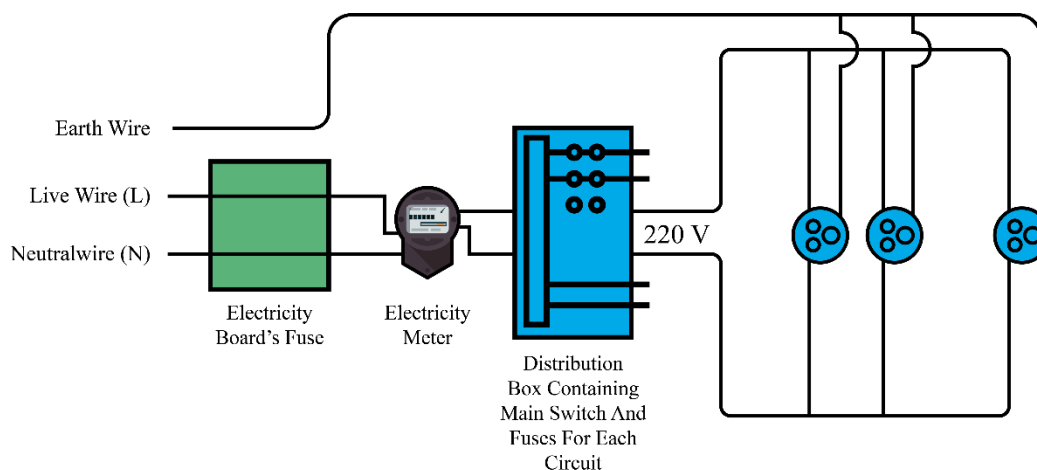 Earth Wire
Live Wire (L)
Neutralwire (N)
220 V
Electricity
Board's Fuse
Electricity
Meter
Distribution
Box Containing
Main Switch And
Fuses For Each
Circuit